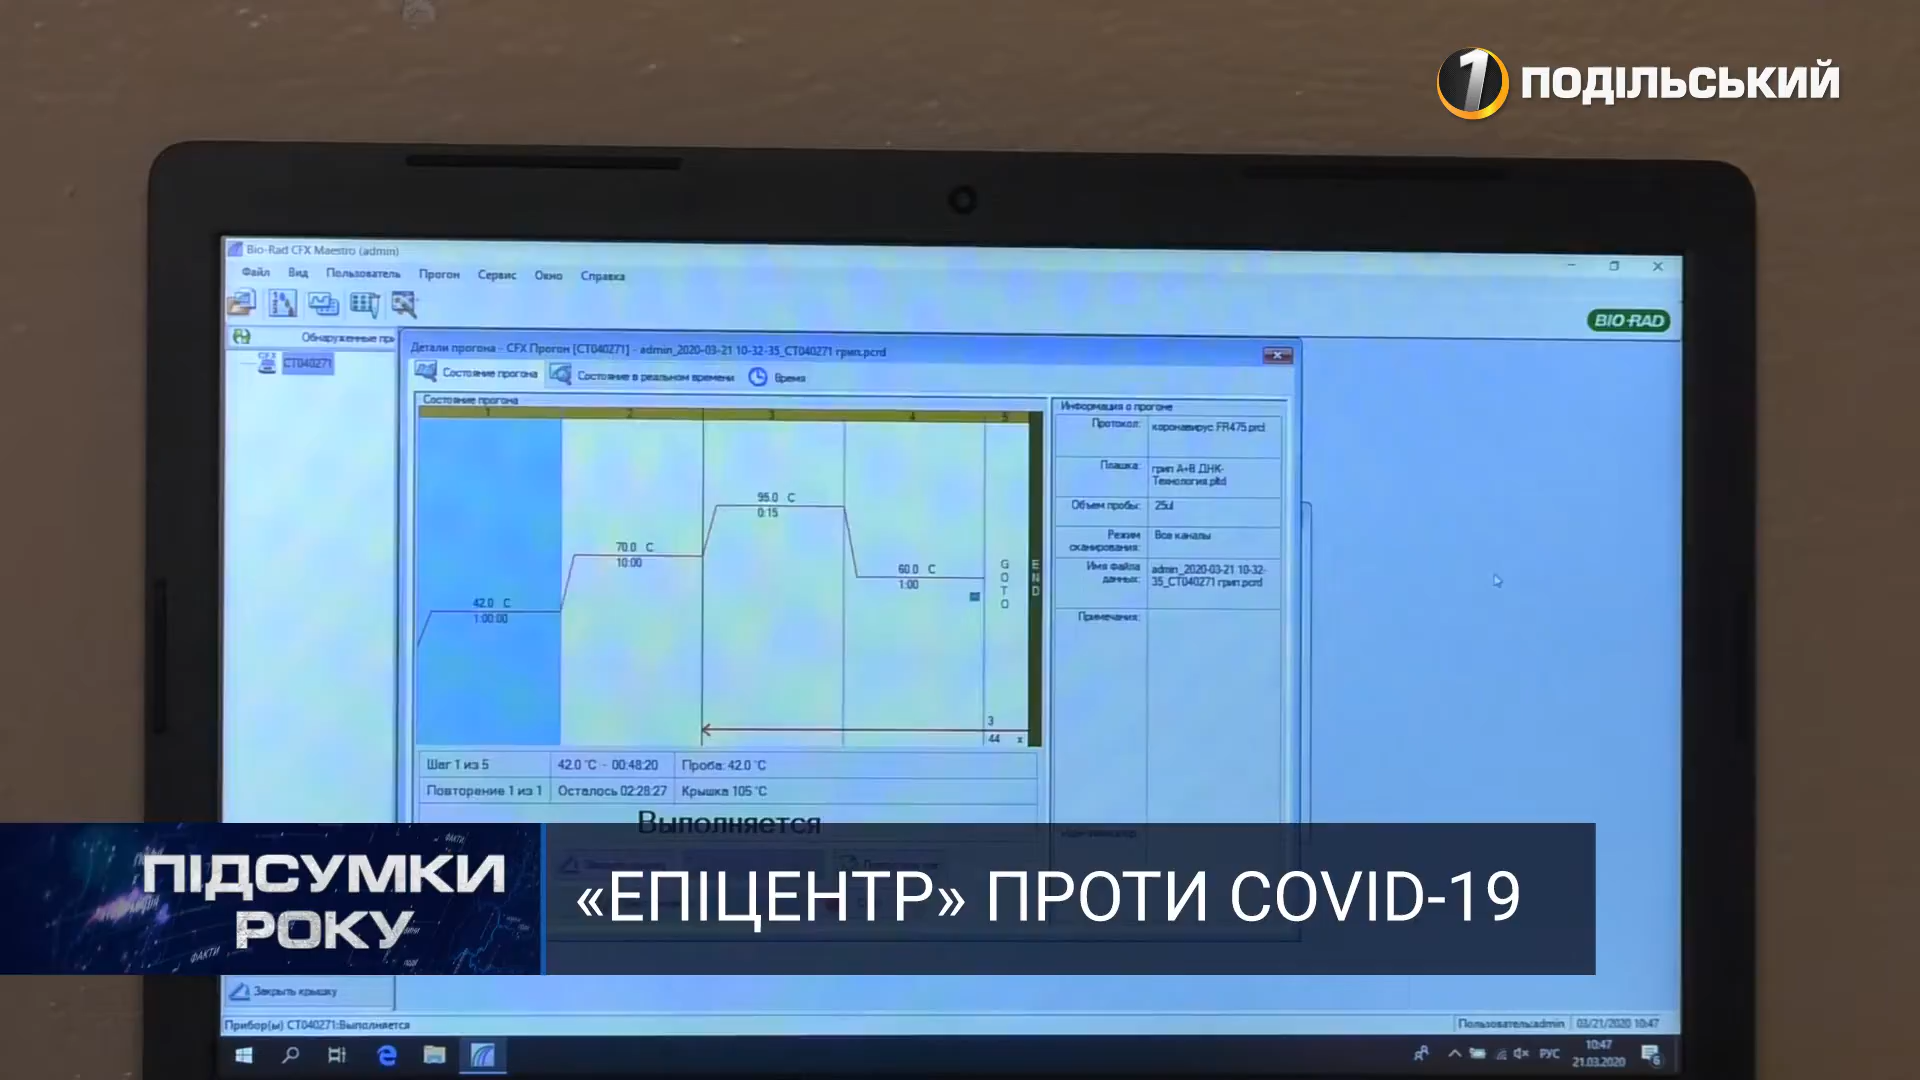 1 ПОДІЛЬСЬКИЙ
Bio-Rad CFX Maestro (admin)
Файл Вид Пользователь Прогон Сервис Окно Справка
BIO-RAD
Обнаруженные при
CT040271
Детали прогона - CFX Прогон [CT040271] - admin_2020-03-21 10-32-35_CT040271 грип.pcrd
Состояние прогона Состояние в реальном времени Время
Состояние прогона
1 2 3 4 5
42.0 C
1:00:00
70.0 C
10:00
95.0 C
0:15
60.0 C
1:00
GOTO
END
3
44 x
Информация о прогоне
Протокол: коронавирус FR475.prcl
Плашка: грип А+В ДНК-
Технология.pltd
Объем пробы: 25ul
Режим
сканирования: Все каналы
Имя файла
данных: admin_2020-03-21 10-32-
35_CT040271 грип.pcrd
Примечания:
Шаг 1 из 5 42.0 °C - 00:48:20 Проба: 42.0 °C
Повторение 1 из 1 Осталось 02:28:27 Крышка 105 °C
Выполняется
ПІДСУМКИ
РОКУ
«ЕПІЦЕНТР» ПРОТИ COVID-19
ФАКТИ
Закрыть крышку
Прибор(ы) CT040271:Выполняется
Пользователь:admin 03/21/2020 10:47
РУС
10:47
21.03.2020
6